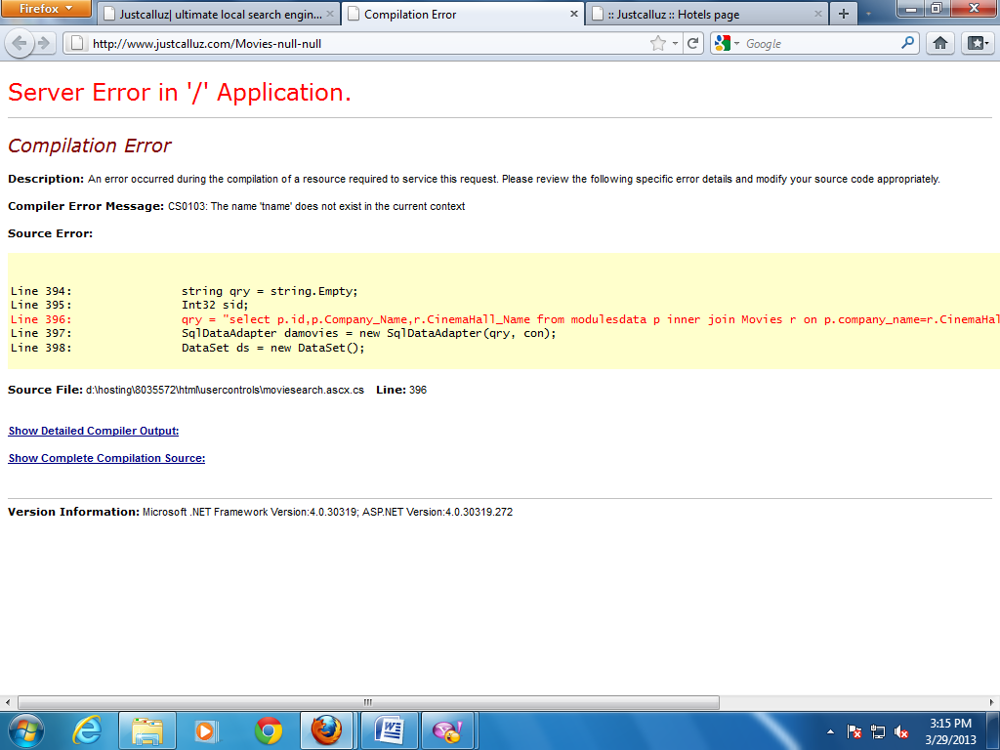 Firefox
Justcalluz| ultimate local search engin...
Compilation Error
:: Justcalluz :: Hotels page
http://www.justcalluz.com/Movies-null-null
Google
Server Error in '/' Application.
Compilation Error
Description: An error occurred during the compilation of a resource required to service this request. Please review the following specific error details and modify your source code appropriately.
Compiler Error Message: CS0103: The name 'tname' does not exist in the current context
Source Error:
Line 394: string qry = string.Empty;
Line 395: Int32 sid;
Line 396: qry = "select p.id,p.Company_Name,r.CinemaHall_Name from modulesdata p inner join Movies r on p.company_name=r.CinemaHal
Line 397: SqlDataAdapter damovies = new SqlDataAdapter(qry, con);
Line 398: DataSet ds = new DataSet();
Source File: d:\hosting\8035572\html\usercontrols\moviesearch.ascx.cs Line: 396
Show Detailed Compiler Output:
Show Complete Compilation Source:
Version Information: Microsoft .NET Framework Version:4.0.30319; ASP.NET Version:4.0.30319.272
3:15 PM
3/29/2013